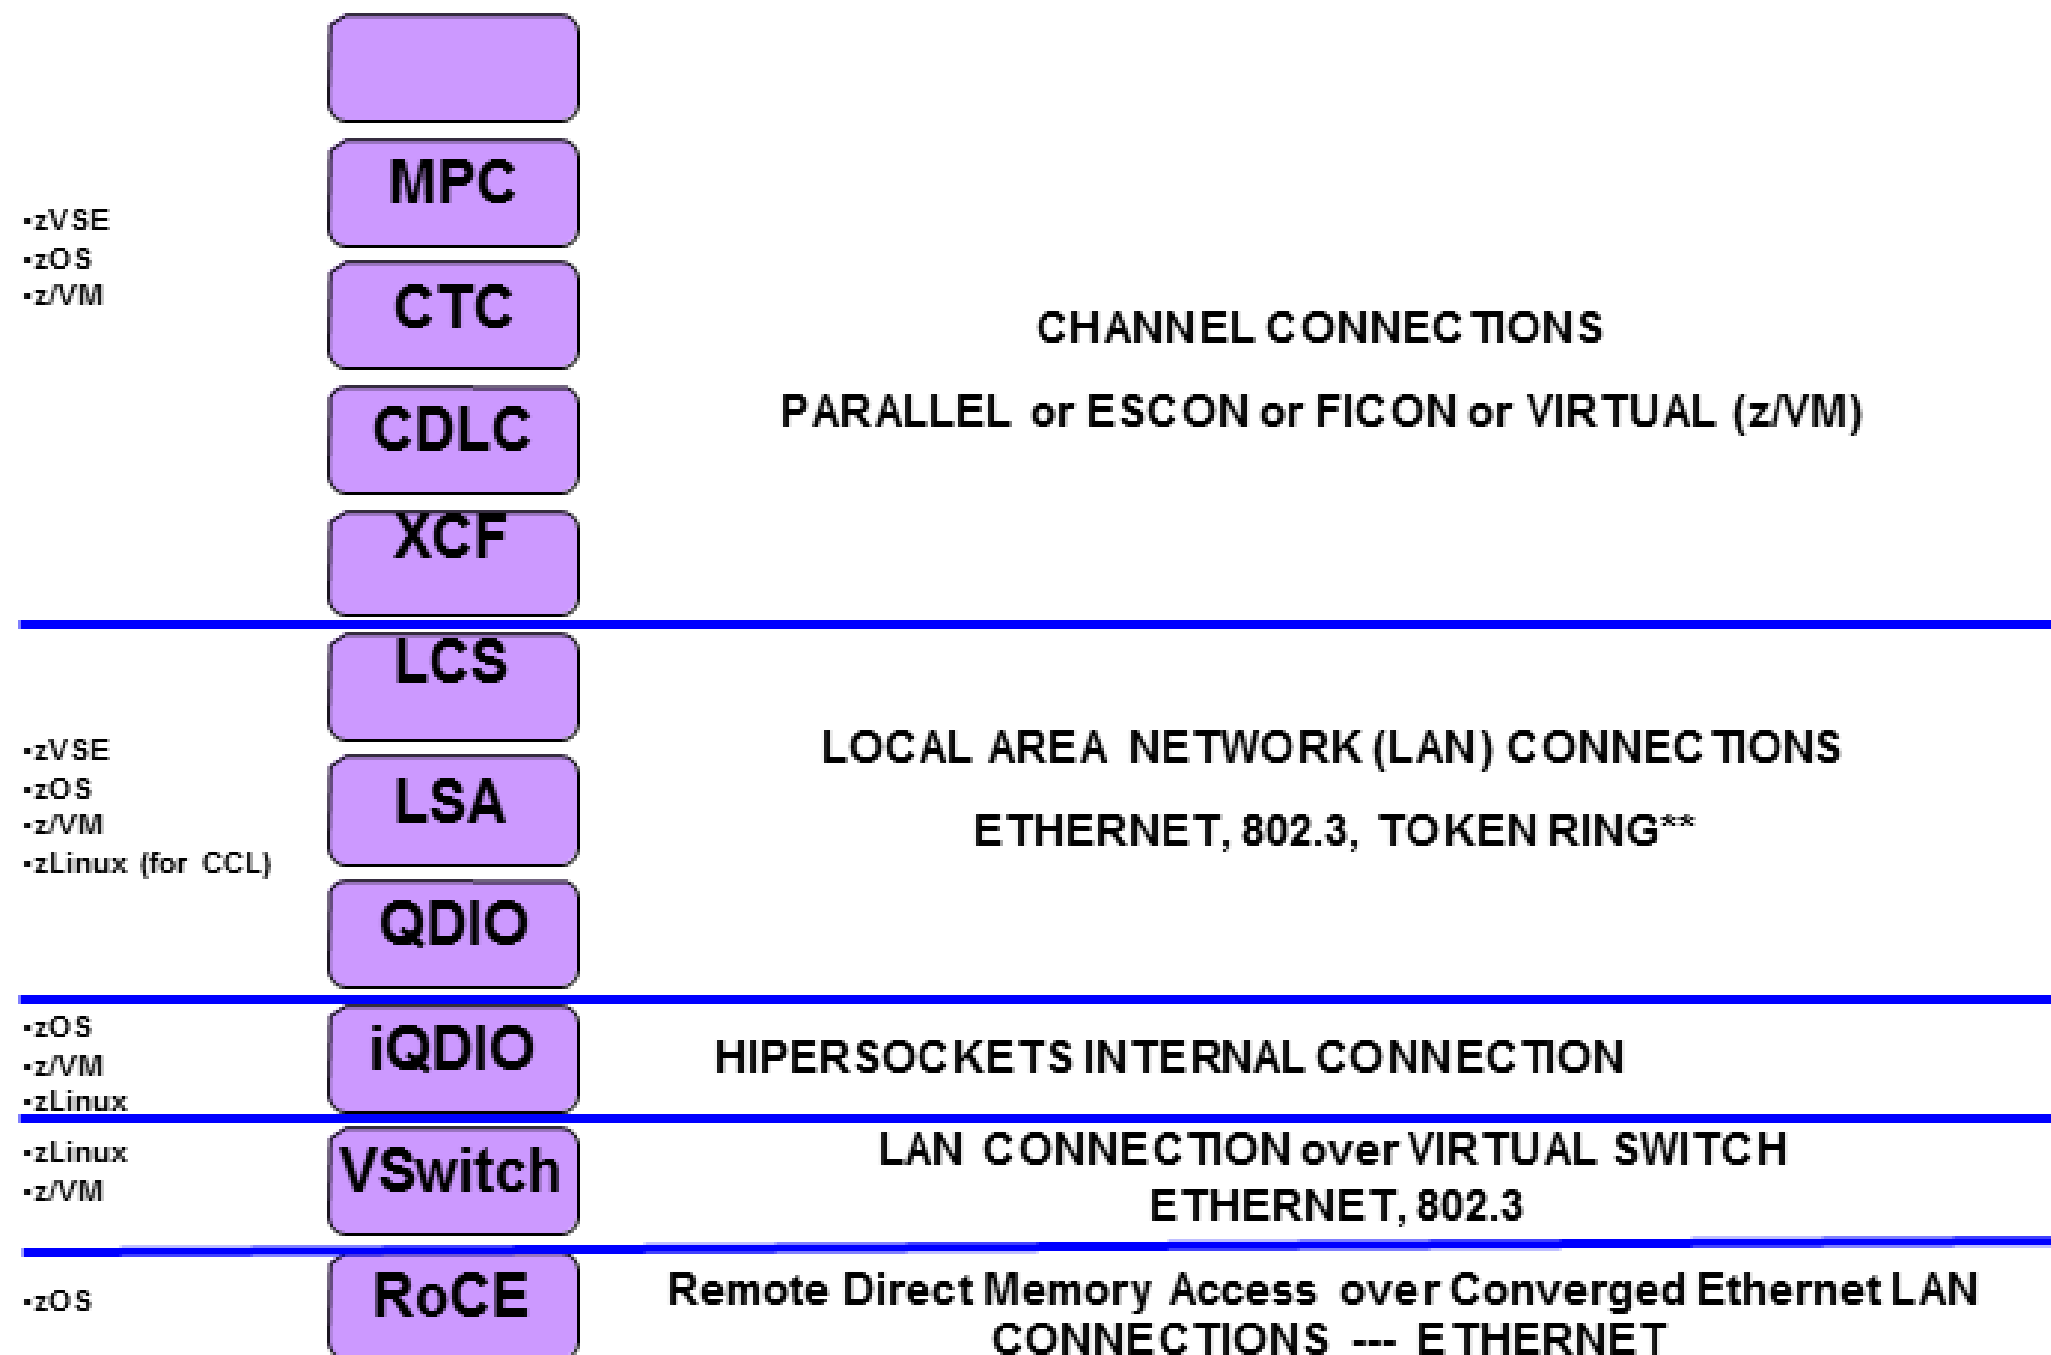 ▪zVSE
▪zOS
▪z/VM
MPC
CTC
CDLC
XCF
CHANNEL CONNECTIONS
PARALLEL or ESCON or FICON or VIRTUAL (z/VM)
▪zVSE
▪zOS
▪z/VM
▪zLinux (for CCL)
LCS
LSA
QDIO
LOCAL AREA NETWORK (LAN) CONNECTIONS
ETHERNET, 802.3, TOKEN RING**
▪zOS
▪z/VM
▪zLinux
iQDIO
HIPERSOCKETS INTERNAL CONNECTION
▪zLinux
▪z/VM
VSwitch
LAN CONNECTION over VIRTUAL SWITCH
ETHERNET, 802.3
▪zOS
RoCE
Remote Direct Memory Access over Converged Ethernet LAN
CONNECTIONS --- ETHERNET